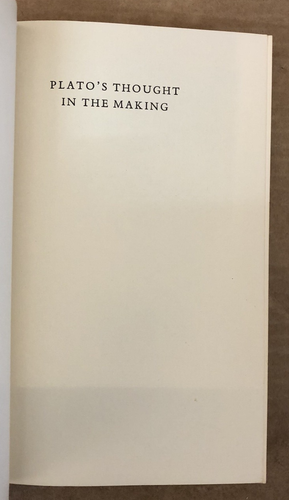 PLATO'S THOUGHT
IN THE MAKING